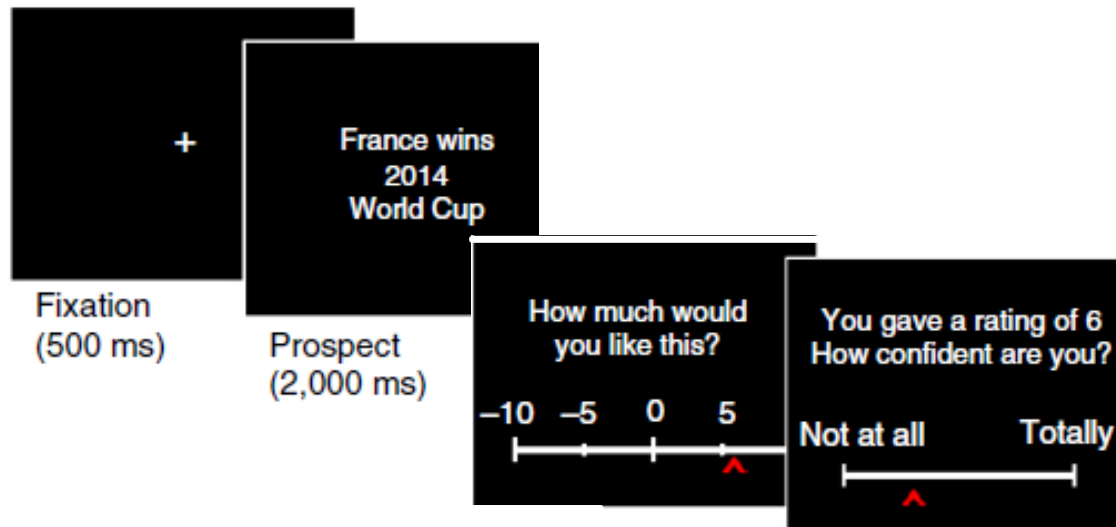 +
France wins
2014
World Cup
Fixation
(500 ms)
Prospect
(2,000 ms)
How much would
you like this?
–10 –5 0 5
You gave a rating of 6
How confident are you?
Not at all Totally